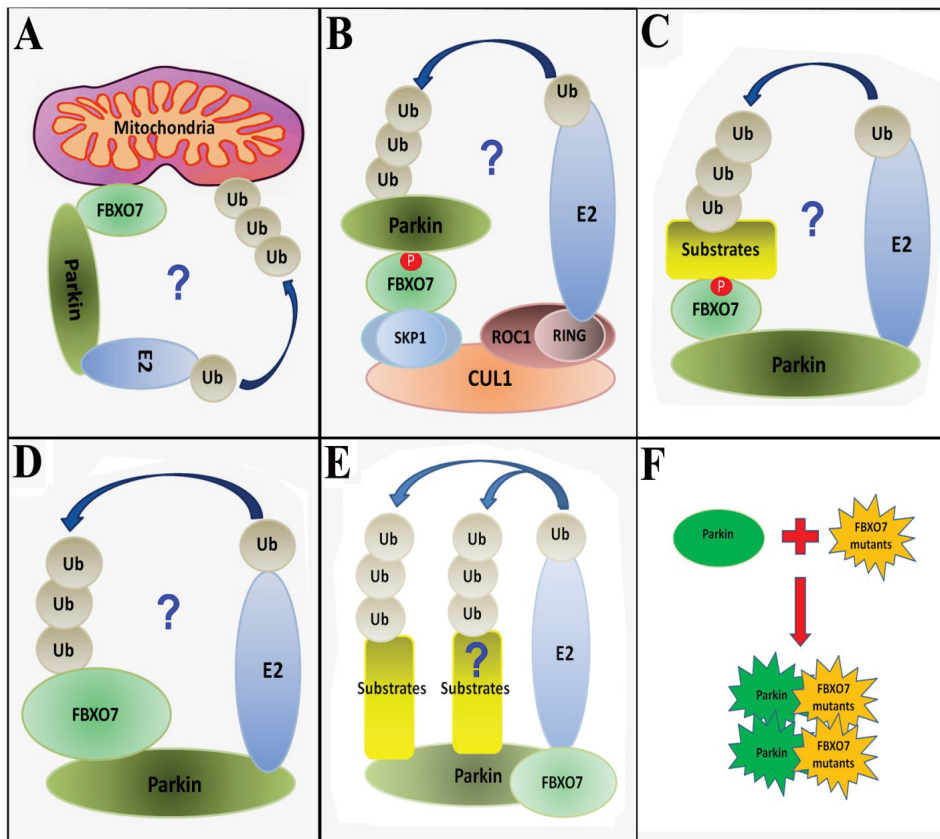 A
Mitochondria
FBXO7
Ub
Ub
Ub
Parkin
?
E2
Ub
B
Ub
Ub
Ub
Ub
?
E2
Parkin
P
FBXO7
SKP1
ROC1
RING
CUL1
C
Ub
Ub
Ub
Ub
?
E2
Substrates
P
FBXO7
Parkin
D
Ub
Ub
Ub
Ub
?
E2
FBXO7
Parkin
E
Ub
Ub
Ub
Ub
Ub
Ub
Ub
?
E2
Substrates
Substrates
Parkin
FBXO7
F
Parkin
FBXO7
mutants
Parkin
FBXO7
mutants
Parkin
FBXO7
mutants